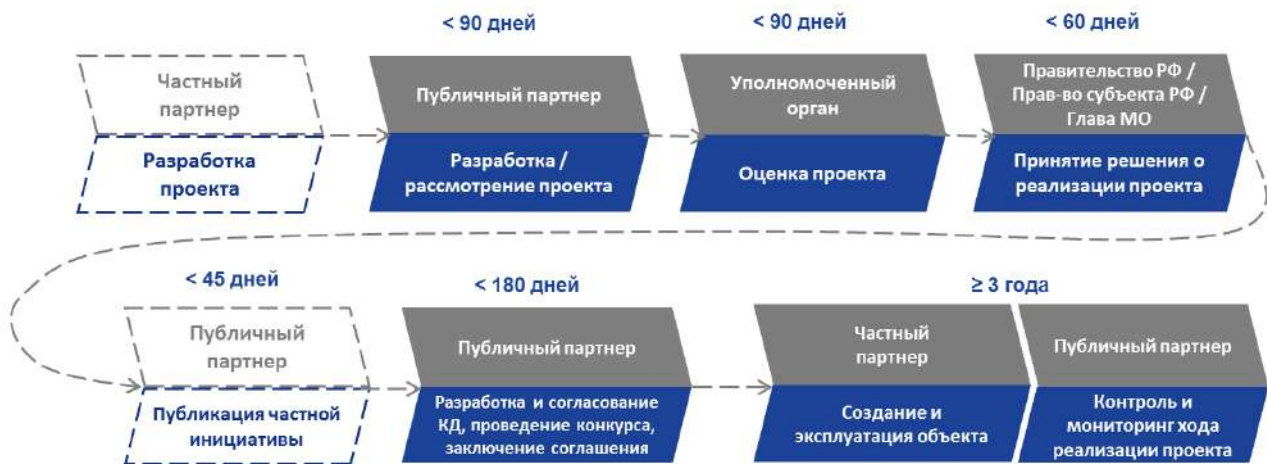 < 90 дней
< 90 дней
< 60 дней
Частный
партнер
Разработка
проекта
Публичный партнер
Разработка /
рассмотрение проекта
Уполномоченный
орган
Оценка проекта
Правительство РФ /
Прав-во субъекта РФ /
Глава МО
Принятие решения о
реализации проекта
< 45 дней
< 180 дней
≥ 3 года
Публичный
партнер
Публикация частной
инициативы
Публичный партнер
Разработка и согласование
КД, проведение конкурса,
заключение соглашения
Частный
партнер
Создание и
эксплуатация объекта
Публичный партнер
Контроль и
мониторинг хода
реализации проекта